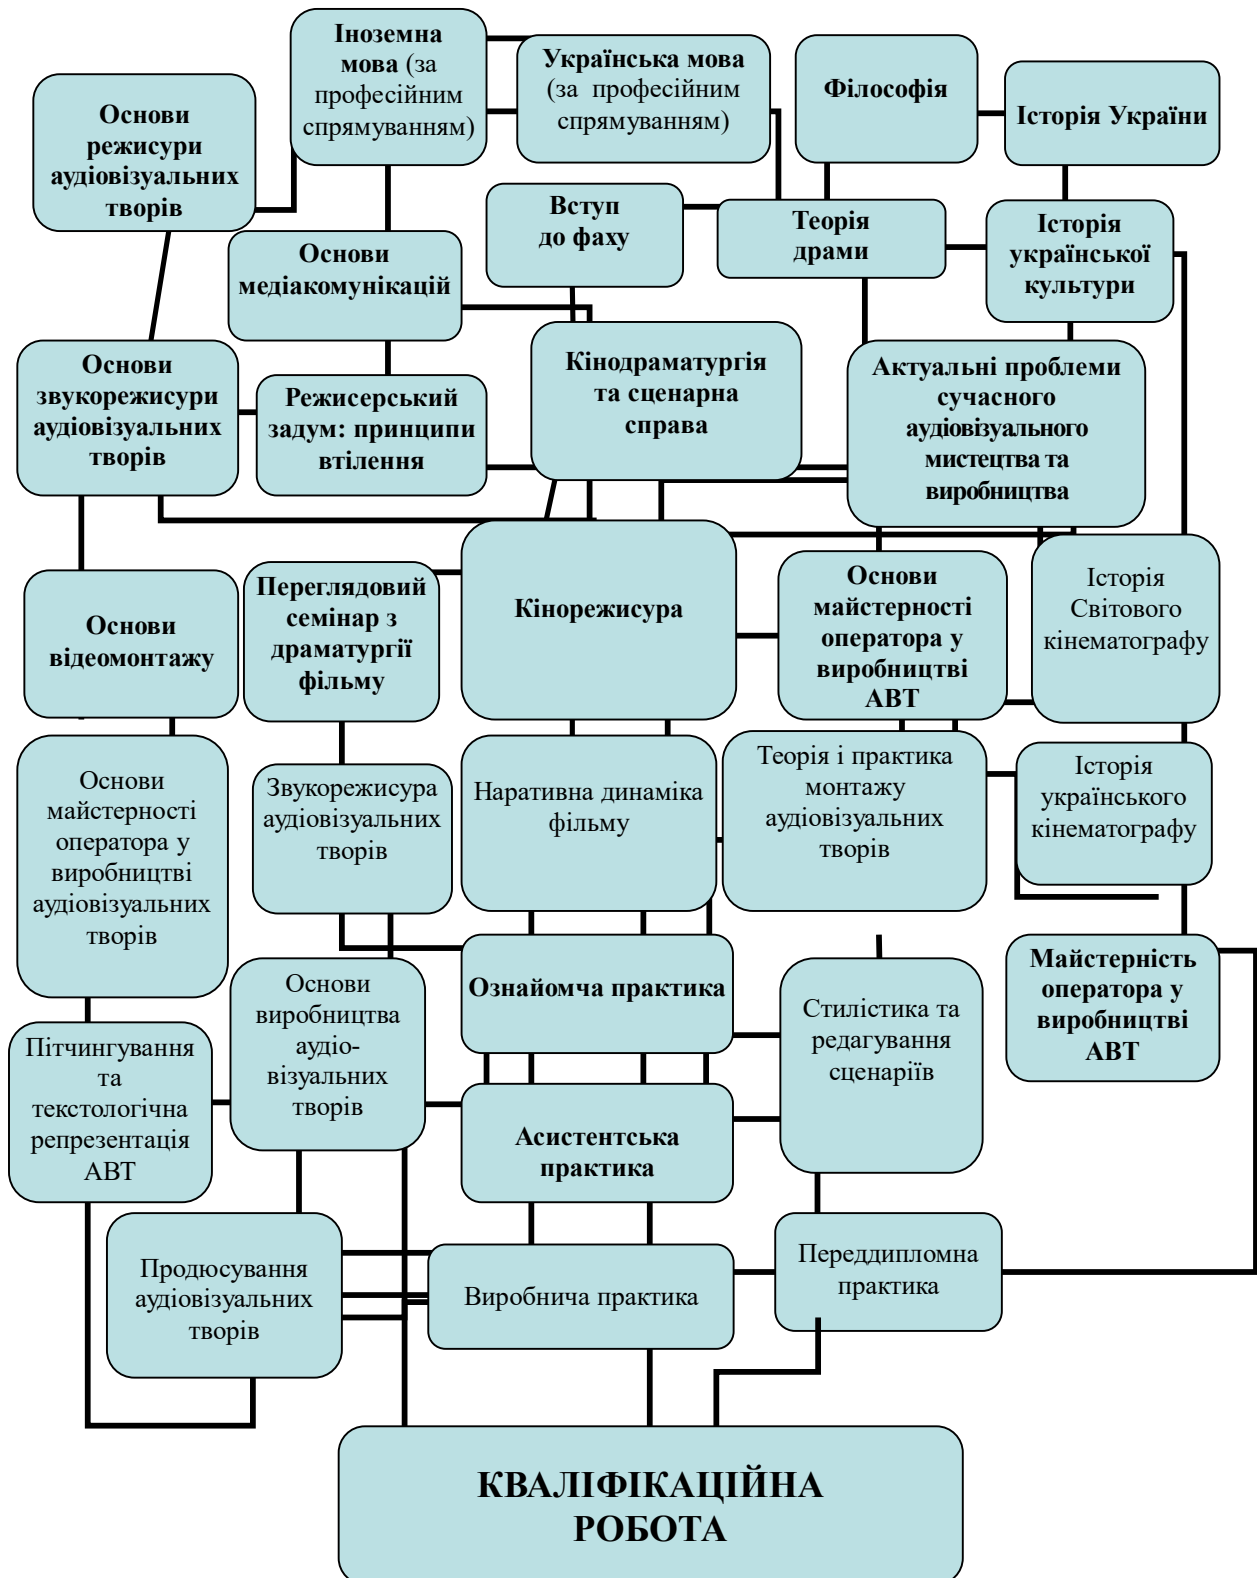 Іноземна
мова (за
професійним
спрямуванням)
Українська мова
(за професійним
спрямуванням)
Філософія
Історія України
Основи
режисури
аудіовізуальних
творів
Вступ
до фаху
Теорія
драми
Історія
української
культури
Основи
медіакомунікацій
Основи
звукорежисури
аудіовізуальних
творів
Режисерський
задум: принципи
втілення
Кінодраматургія
та сценарна
справа
Актуальні проблеми
сучасного
аудіовізуального
мистецтва та
виробництва
Основи
відеомонтажу
Переглядовий
семінар з
драматургії
фільму
Кінорежисура
Основи
майстерності
оператора у
виробництві
АВТ
Історія
Світового
кінематографу
Основи
майстерності
оператора у
виробництві
аудіовізуальних
творів
Звукорежисура
аудіовізуальних
творів
Наративна динаміка
фільму
Теорія і практика
монтажу
аудіовізуальних
творів
Історія
українського
кінематографу
Основи
виробництва
аудіо-
візуальних
творів
Ознайомча практика
Стилістика та
редагування
сценаріїв
Майстерність
оператора у
виробництві
АВТ
Пітчингування
та
текстологічна
репрезентація
АВТ
Асистентська
практика
Продюсування
аудіовізуальних
творів
Виробнича практика
Переддипломна
практика
КВАЛІФІКАЦІЙНА
РОБОТА